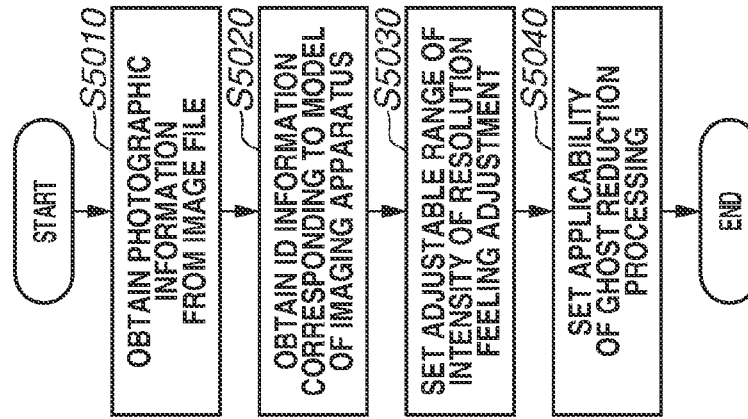 START
S5010
OBTAIN PHOTOGRAPHIC
INFORMATION
FROM IMAGE FILE
S5020
OBTAIN ID INFORMATION
CORRESPONDING TO MODEL
OF IMAGING APPARATUS
S5030
SET ADJUSTABLE RANGE OF
INTENSITY OF RESOLUTION
FEELING ADJUSTMENT
S5040
SET APPLICABILITY
OF GHOST REDUCTION
PROCESSING
END